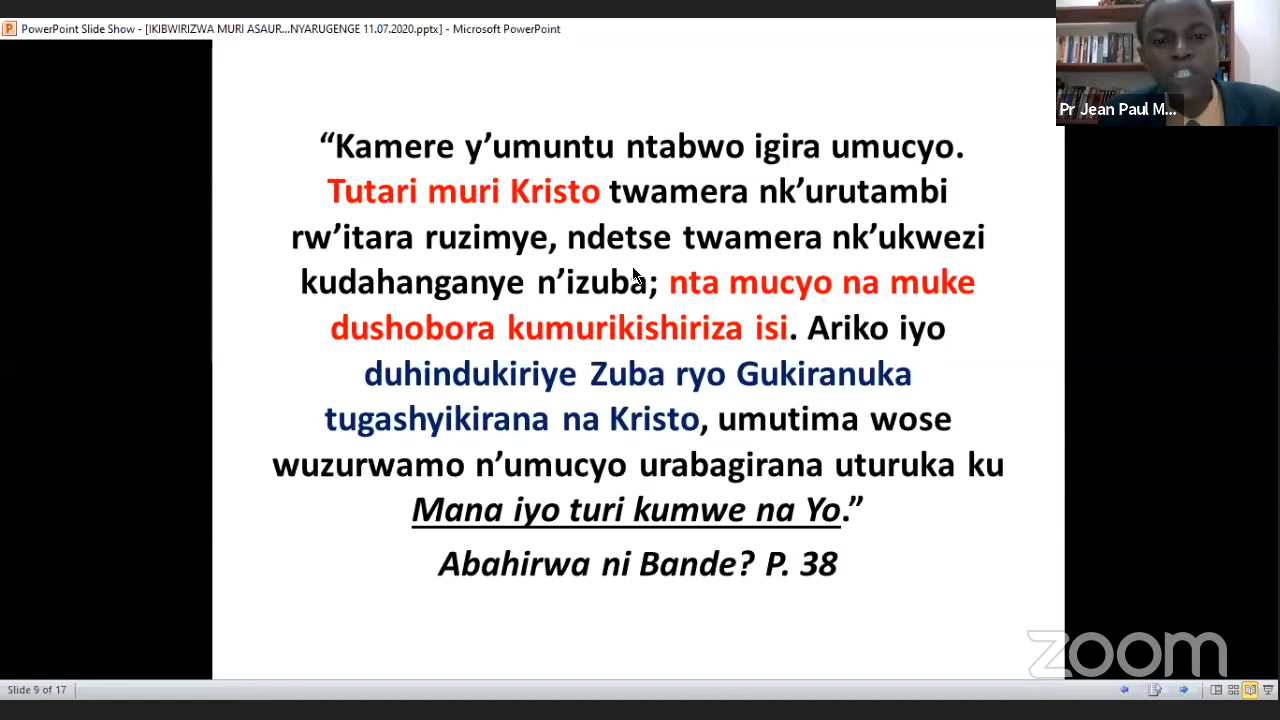 PowerPoint Slide Show - [IKIBWIRIZWA MURI ASAUR...NYARUGENGE 11.07.2020.pptx] - Microsoft PowerPoint
Pr Jean Paul M...
“Kamere y’umuntu ntabwo igira umucyo.
Tutari muri Kristo twamera nk’urutambi
rw’itara ruzimye, ndetse twamera nk’ukwezi
kudahanganye n’izuba; nta mucyo na muke
dushobora kumurikishiriza isi. Ariko iyo
duhindukiriye Zuba ryo Gukiranuka
tugashyikirana na Kristo, umutima wose
wuzurwamo n’umucyo urabagirana uturuka ku
Mana iyo turi kumwe na Yo.”
Abahirwa ni Bande? P. 38
zoom
Slide 9 of 17